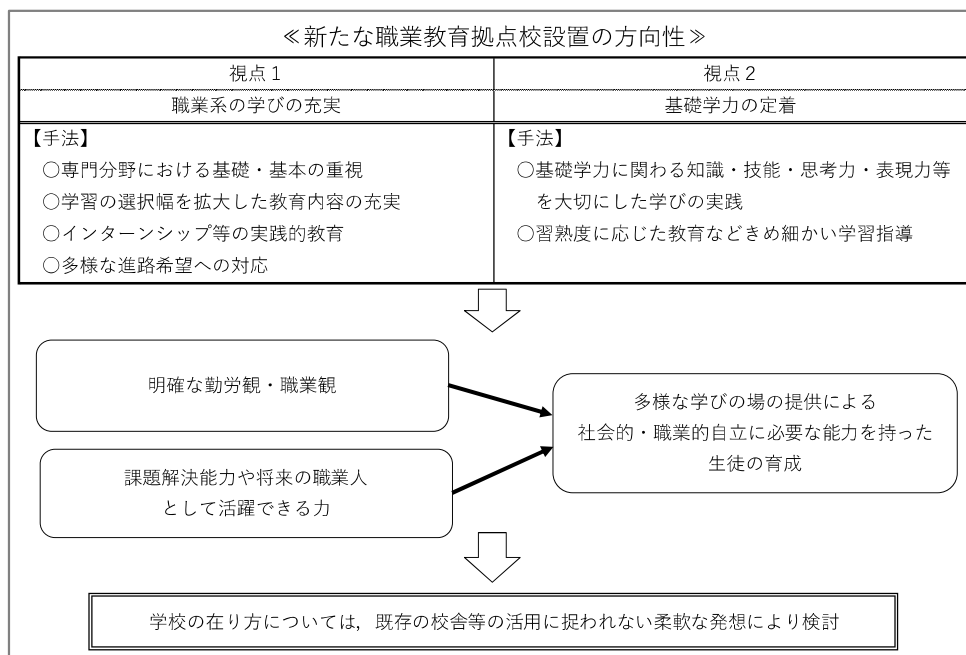 ≪新たな職業教育拠点校設置の方向性≫
視点1
視点2
職業系の学びの充実
基礎学力の定着
【手法】
○専門分野における基礎・基本の重視
○学習の選択幅を拡大した教育内容の充実
○インターンシップ等の実践的教育
○多様な進路希望への対応
【手法】
○基礎学力に関わる知識・技能・思考力・表現力等
を大切にした学びの実践
○習熟度に応じた教育などきめ細かい学習指導
明確な勤労観・職業観
課題解決能力や将来の職業人
として活躍できる力
多様な学びの場の提供による
社会的・職業的自立に必要な能力を持った
生徒の育成
学校の在り方については，既存の校舎等の活用に捉われない柔軟な発想により検討